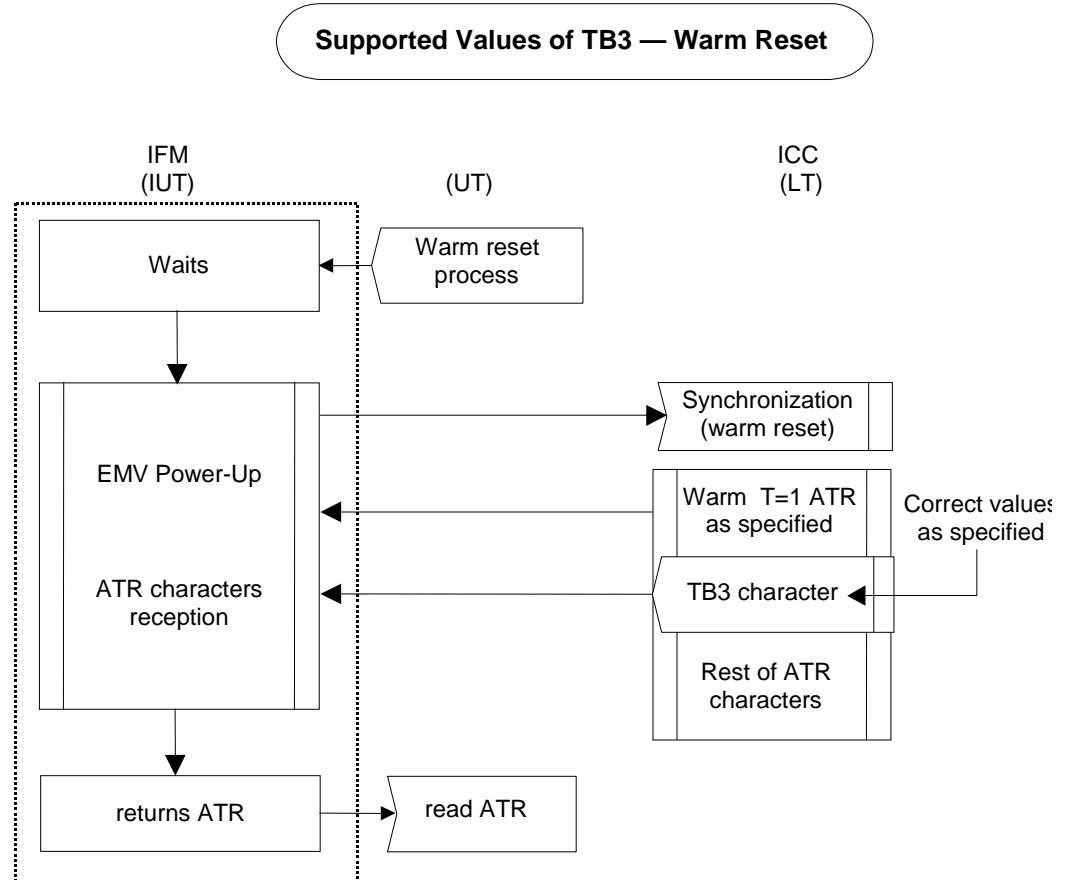 Supported Values of TB3 — Warm Reset
IFM
(IUT)
(UT)
ICC
(LT)
Waits
Warm reset
process
Synchronization
(warm reset)
EMV Power-Up
Warm T=1 ATR
as specified
Correct values
as specified
ATR characters
reception
TB3 character
Rest of ATR
characters
returns ATR
read ATR